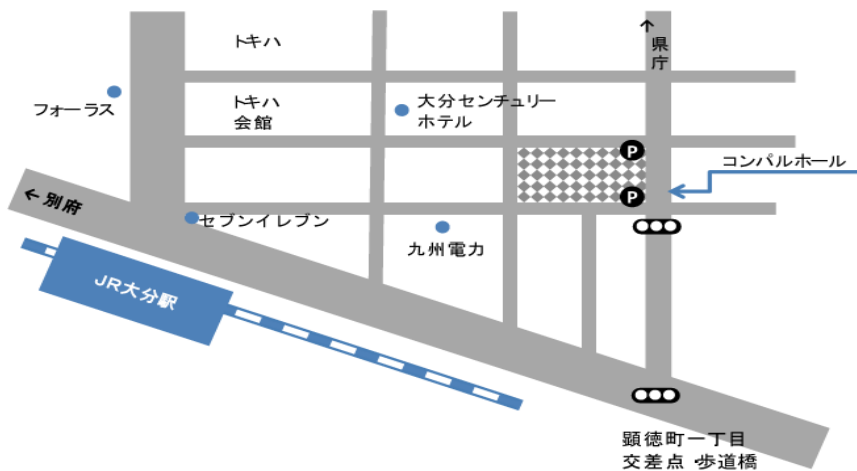 トキハ
↑県庁
フォーラス
トキハ
会館
大分センチュリー
ホテル
P
コンパルホール
P
←別府
セブンイレブン
九州電力
JR大分駅
顕徳町一丁目
交差点・歩道橋